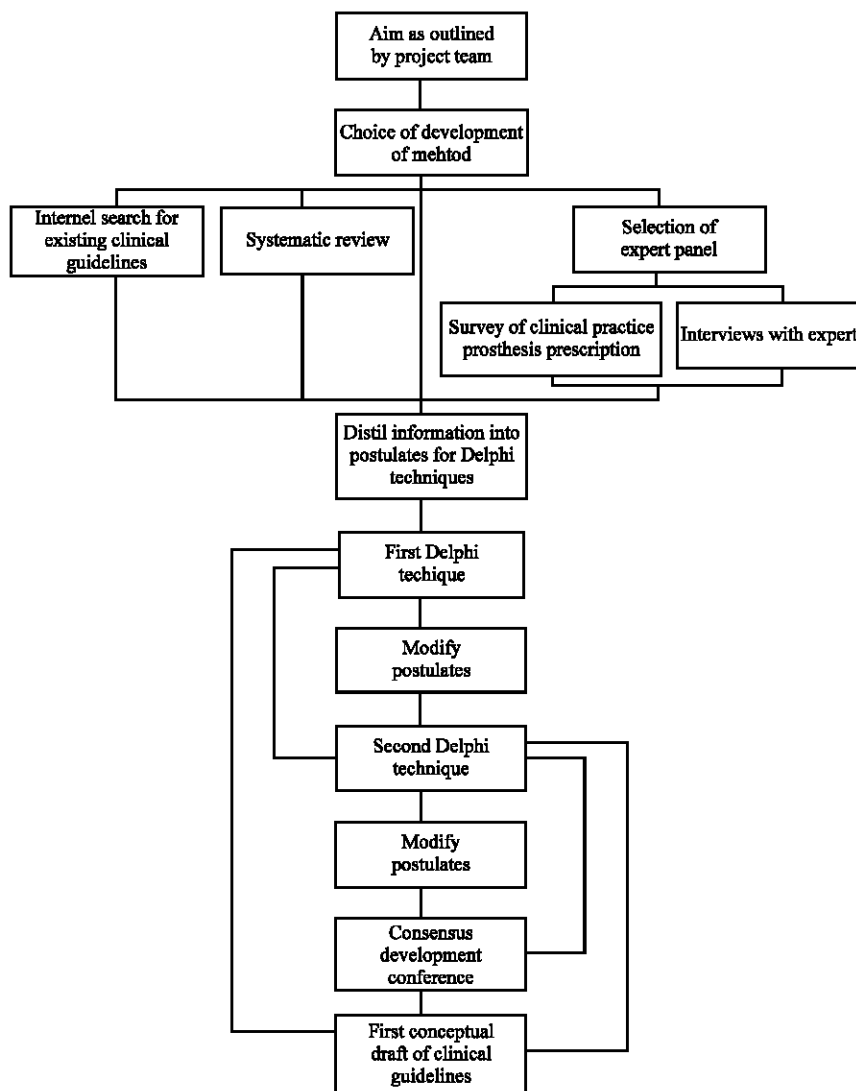 Aim as outlined
by project team
Choice of development
of mehtod
Internel search for
existing clinical
guidelines
Systematic review
Selection of
expert panel
Survey of clinical practice
prosthesis prescription
Interviews with expert
Distil information into
postulates for Delphi
techniques
First Delphi
techique
Modify
postulates
Second Delphi
technique
Modify
postulates
Consensus
development
conference
First conceptual
draft of clinical
guidelines